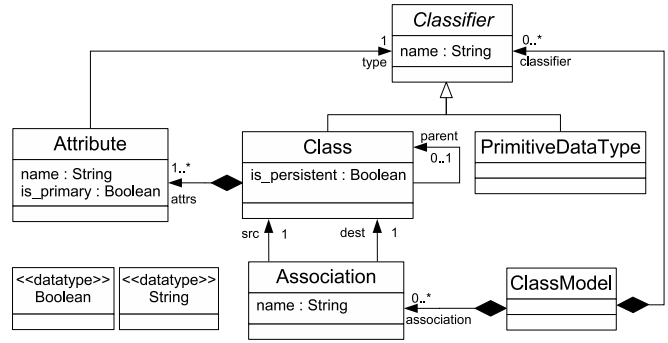 Classifier
name : String
1
type
0..*
classifier
Attribute
name : String
is_primary : Boolean
1..*
attrs
Class
is_persistent : Boolean
parent
0..1
PrimitiveDataType
src
1
dest
1
<<datatype>>
Boolean
<<datatype>>
String
Association
name : String
0..*
association
ClassModel